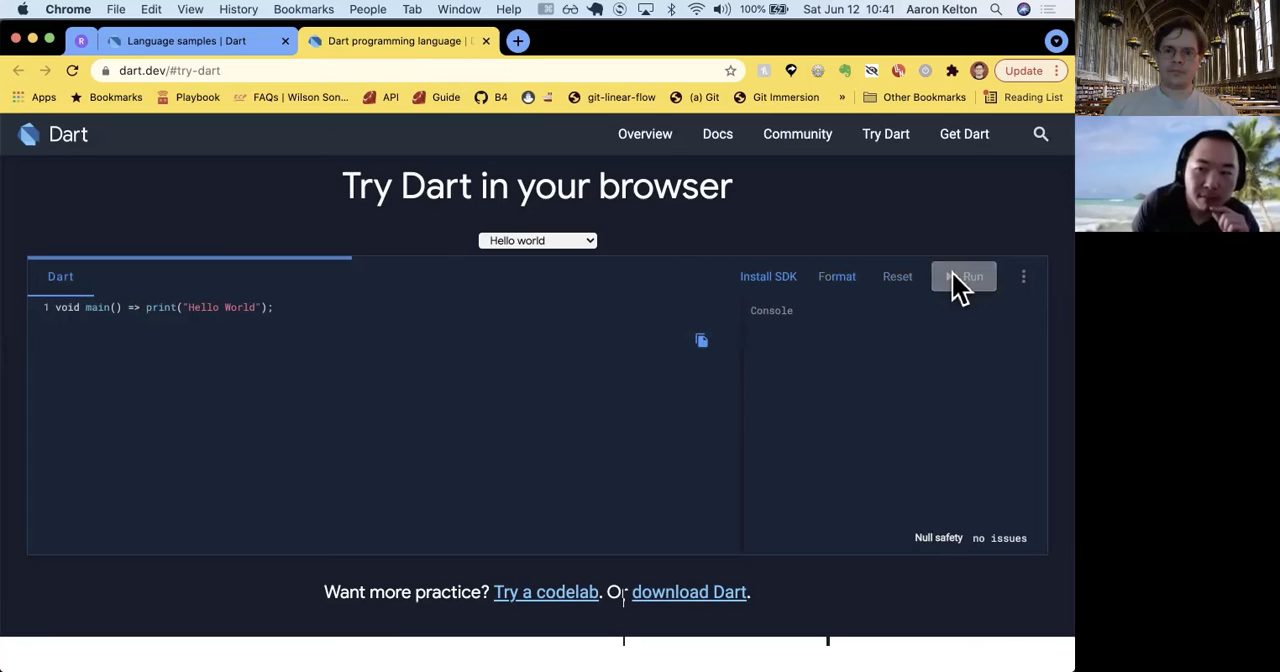 Chrome File Edit View History Bookmarks People Tab Window Help 100% Sat Jun 12 10:41 Aaron Kelton
R Language samples | Dart Dart programming language |
dart.dev/#try-dart Update
Apps Bookmarks Playbook FAQs | Wilson Son... API Guide B4 git-linear-flow (a) Git Git Immersion » Other Bookmarks Reading List
Dart Overview Docs Community Try Dart Get Dart
Try Dart in your browser
Hello world
Dart Install SDK Format Reset Run
1 void main() => print("Hello World");
Console
Null safety no issues
Want more practice? Try a codelab. Or download Dart.